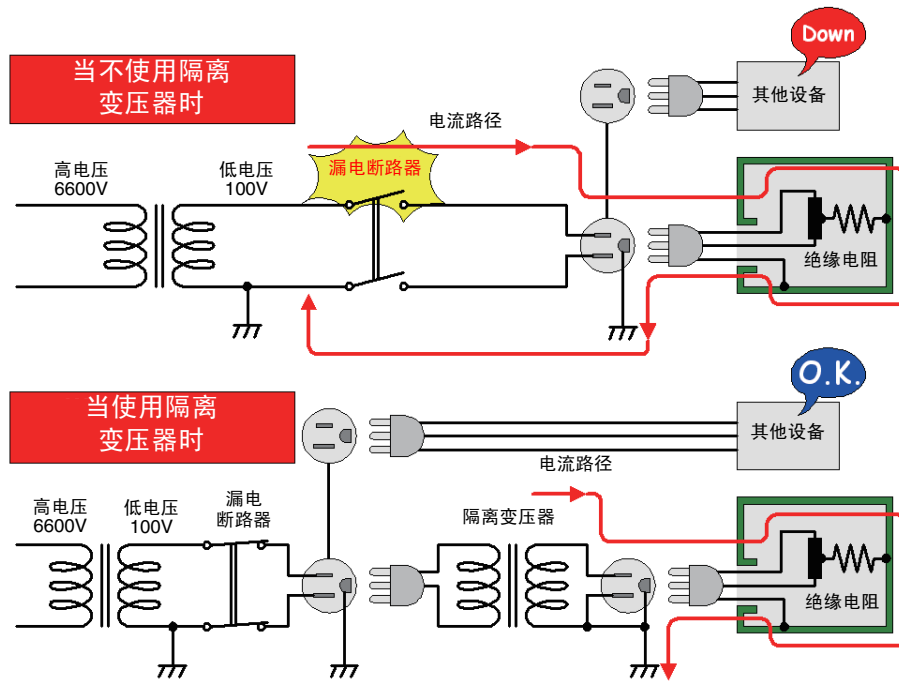 Down
当不使用隔离
变压器时
其他设备
电流路径
漏电断路器
高电压
6600V
低电压
100V
绝缘电阻
O.K.
当使用隔离
变压器时
其他设备
电流路径
高电压
6600V
低电压
100V
漏电
断路器
隔离变压器
绝缘电阻